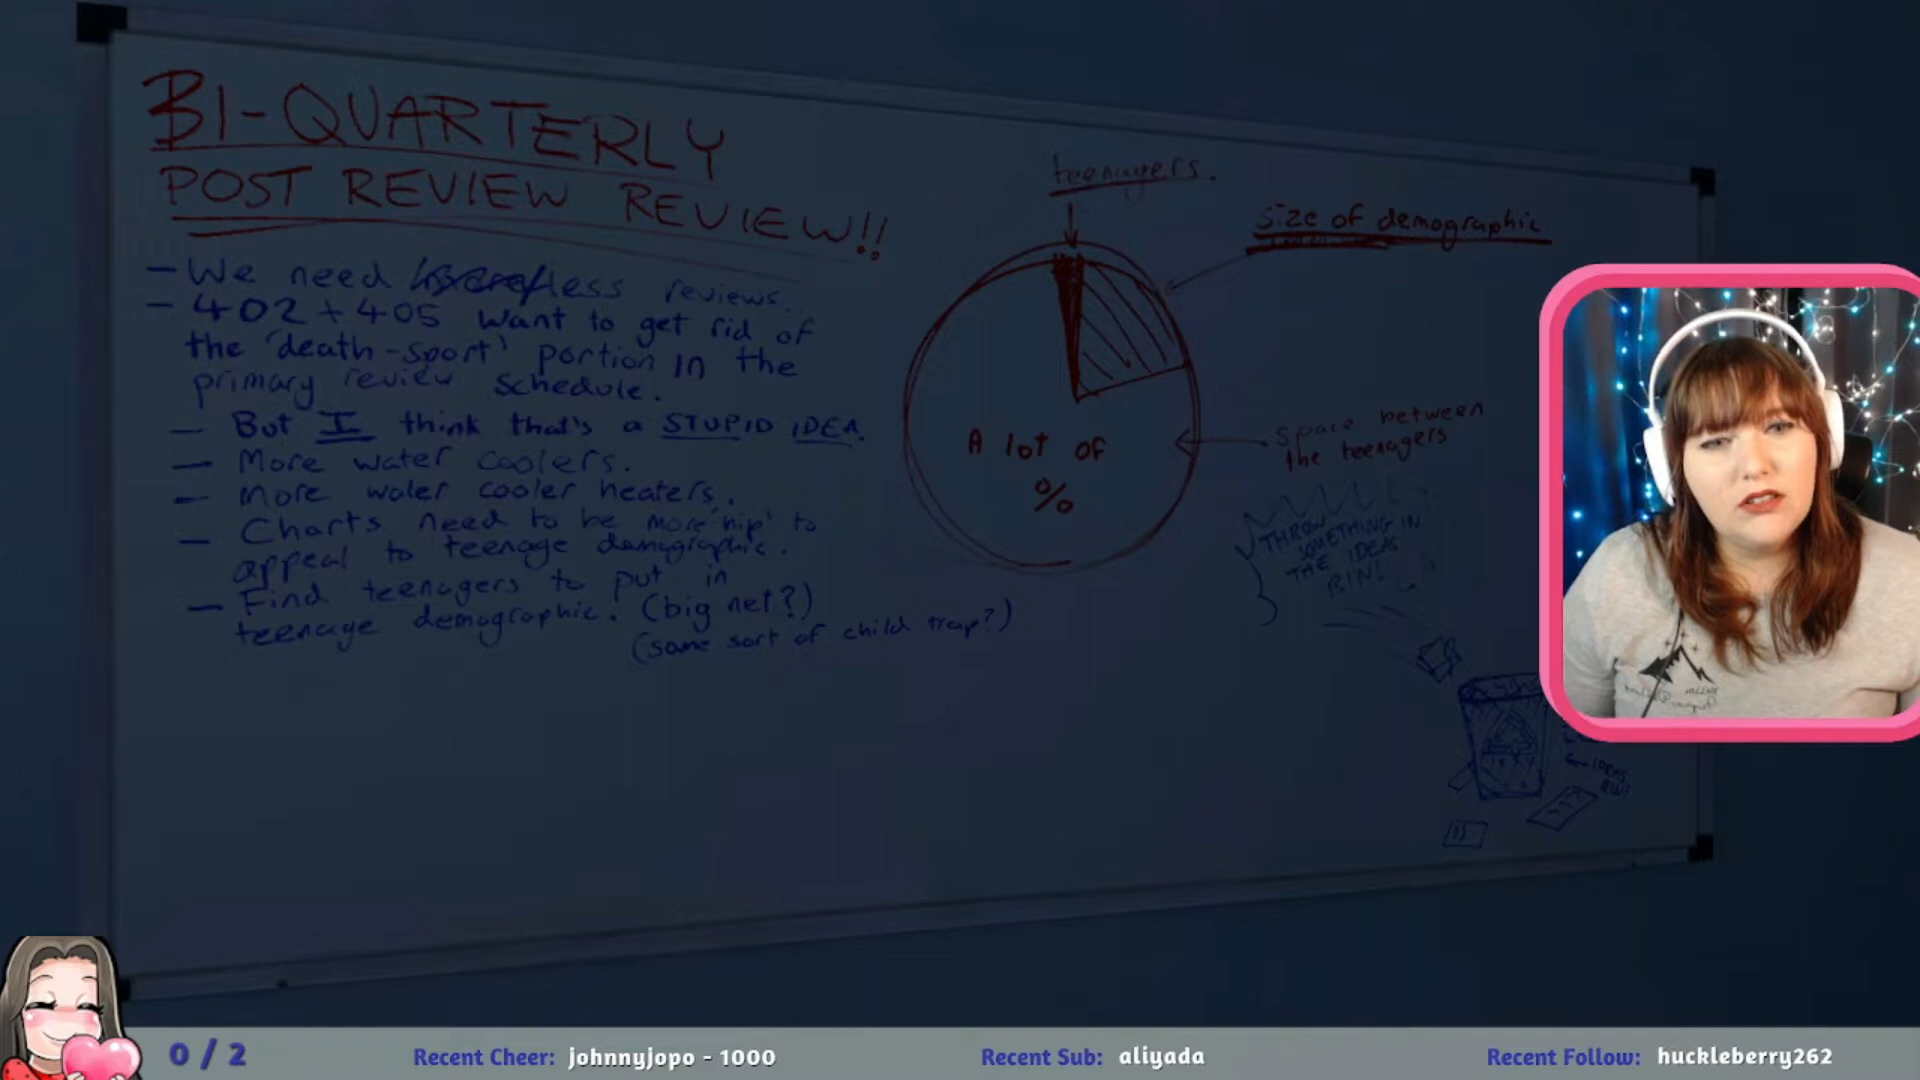 BI-QUARTERLY
POST REVIEW REVIEW!!
- We need less reviews.
- 402 + 405 want to get rid of
the 'death-sport' portion in the
primary review schedule.
- But I think that's a STUPID IDEA.
- More water coolers.
- More water cooler heaters.
- Charts need to be more 'hip' to
appeal to teenage demographic.
- Find teenagers to put in
teenage demographic. (big net?)
(some sort of child trap?)
teenagers.
size of demographic
A lot of
%
space between
the teenagers
THROW
SOMETHING IN
THE IDEAS
BIN!
IDEAS
BIN!
0 / 2
Recent Cheer: johnnyjopo - 1000
Recent Sub: aliyada
Recent Follow: huckleberry262